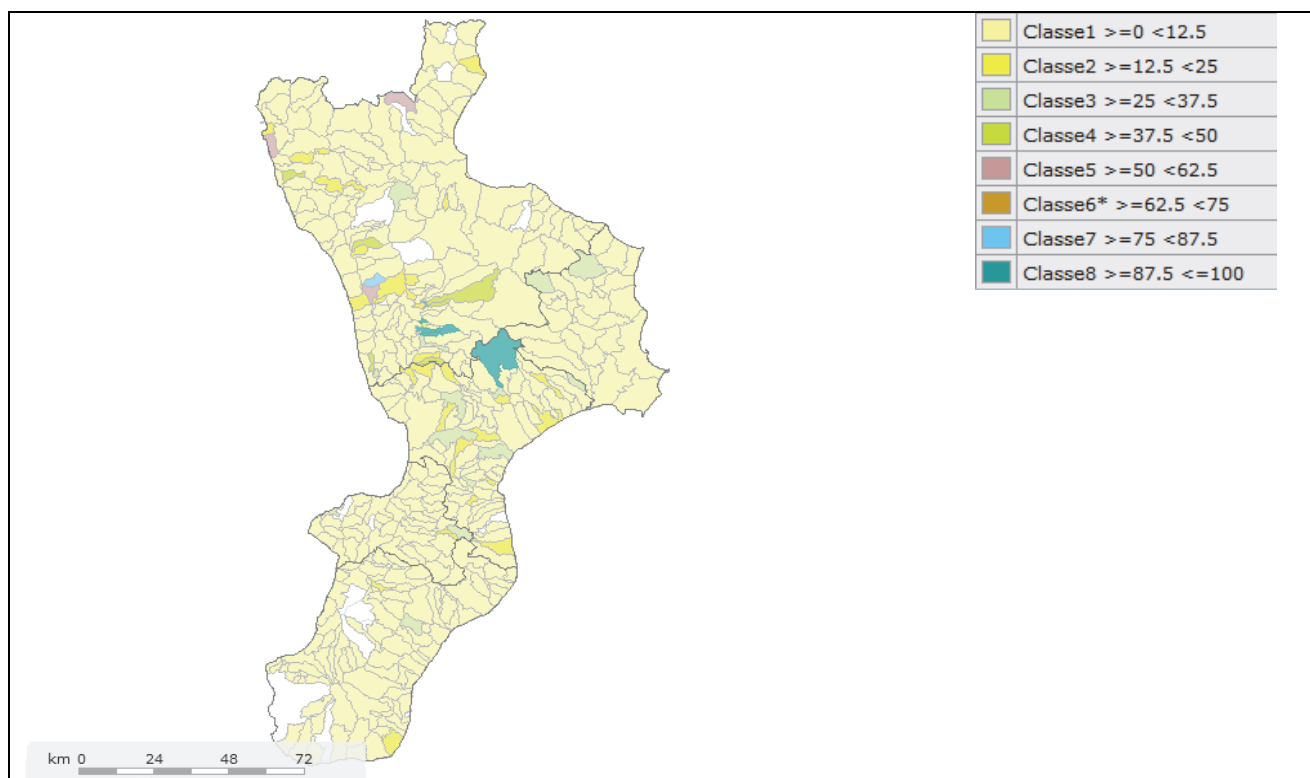 Classe1 >=0 <12.5
Classe2 >=12.5 <25
Classe3 >=25 <37.5
Classe4 >=37.5 <50
Classe5 >=50 <62.5
Classe6* >=62.5 <75
Classe7 >=75 <87.5
Classe8 >=87.5 <=100
km 0 24 48 72